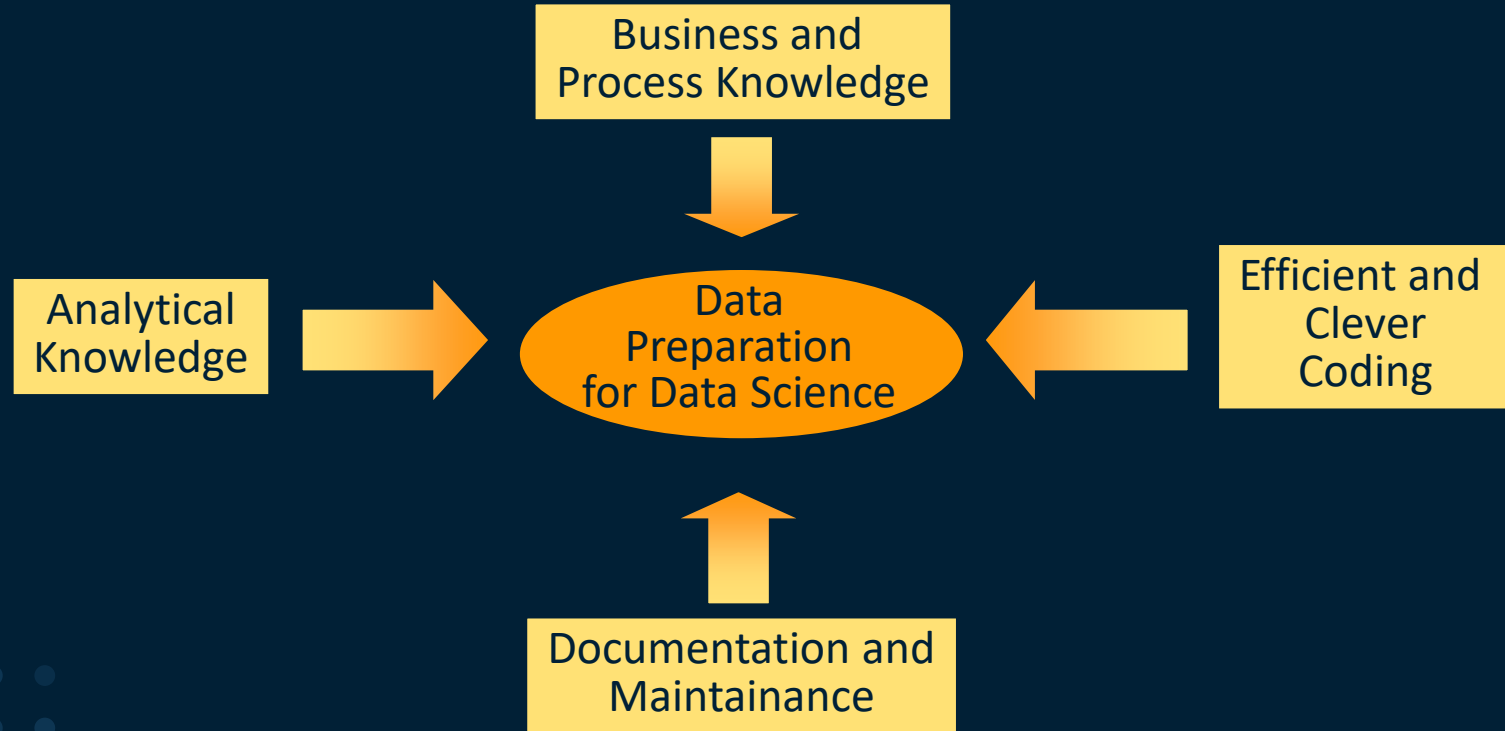 Business and
Process Knowledge
Analytical
Knowledge
Data
Preparation
for Data Science
Efficient and
Clever
Coding
Documentation and
Maintainance